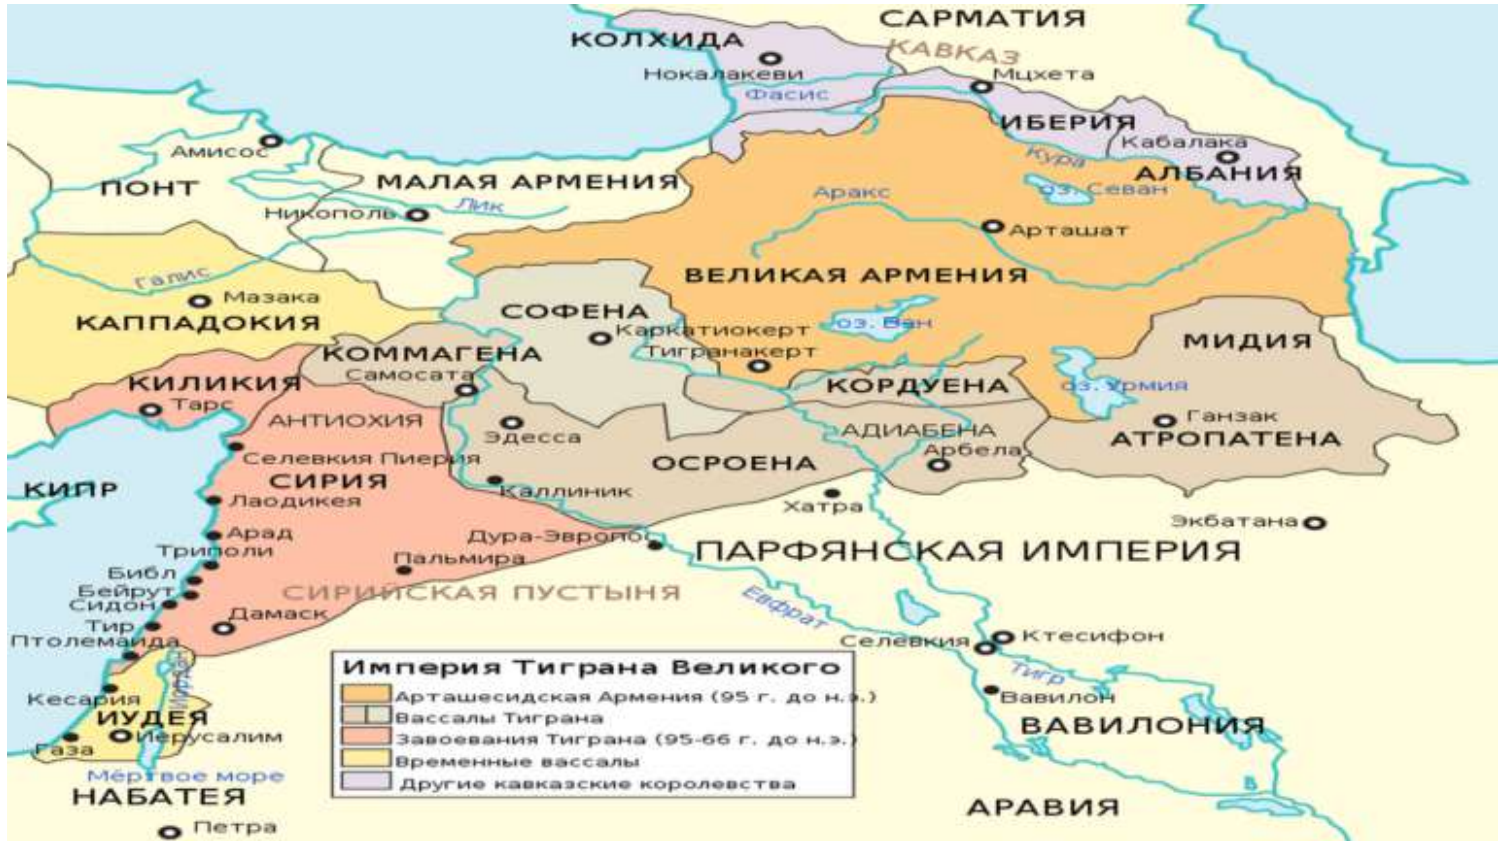 САРМАТИЯ
КОЛХИДА
КАВКАЗ
Нокалакеви
Мцхета
Фасис
ИБЕРИЯ
Кабалака
Амисос
Кура
АЛБАНИЯ
ПОНТ
МАЛАЯ АРМЕНИЯ
Аракс
оз. Севан
Лик
Никополь
Арташат
Галис
ВЕЛИКАЯ АРМЕНИЯ
Мазака
СОФЕНА
КАППАДОКИЯ
Каркатиокерт
оз. Ван
МИДИЯ
КОММАГЕНА
Тигранакерт
КИЛИКИЯ
Самосата
КОРДУЕНА
оз. Урмия
Тарс
АНТИОХИЯ
Ганзак
Эдесса
АДИАБЕНА
АТРОПАТЕНА
Селевкия Пиерия
ОСРОЕНА
Арбела
КИПР
СИРИЯ
Каллиник
Лаодикея
Хатра
Экбатана
Арад
Дура-Эвропос
Триполи
Пальмира
ПАРФЯНСКАЯ ИМПЕРИЯ
Библ
Бейрут
СИРИЙСКАЯ ПУСТЫНЯ
Сидон
Дамаск
Евфрат
Тир
Птолемаида
Селевкия
Ктесифон
Тигр
Кесария
Вавилон
ИУДЕЯ
ВАВИЛОНИЯ
Иерусалим
Газа
Мёртвое море
НАБАТЕЯ
АРАВИЯ
Петра
Империя Тиграна Великого
Арташесидская Армения (95 г. до н.э.)
Вассалы Тиграна
Завоевания Тиграна (95-66 г. до н.э.)
Временные вассалы
Другие кавказские королевства